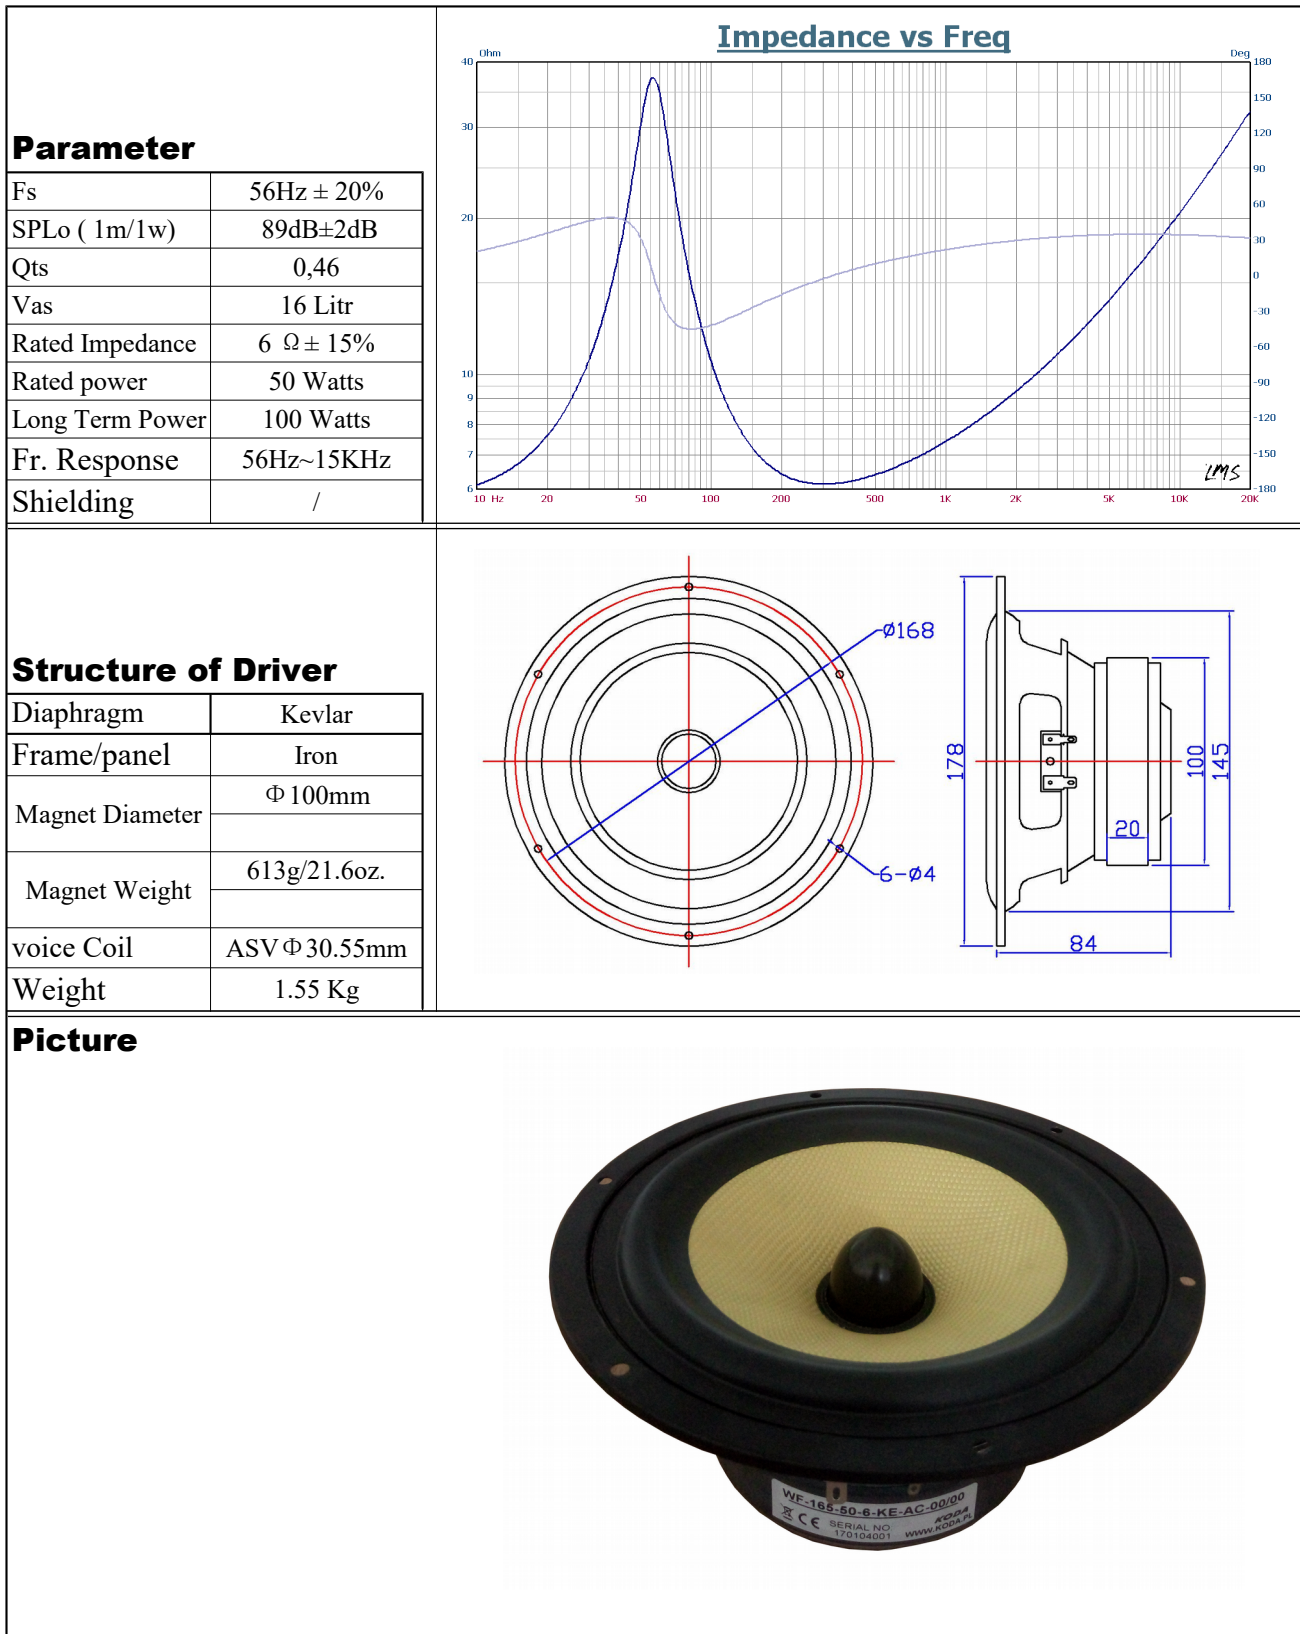 Impedance vs Freq
Ohm
Deg
40
30
20
10
9
8
7
6
180
150
120
90
60
30
0
-30
-60
-90
-120
-150
-180
10 Hz 20 50 100 200 500 1K 2K 5K 10K 20K
LMS
Parameter
Fs 56Hz ± 20%
SPLo ( 1m/1w) 89dB±2dB
Qts 0,46
Vas 16 Litr
Rated Impedance 6 Ω ± 15%
Rated power 50 Watts
Long Term Power 100 Watts
Fr. Response 56Hz~15KHz
Shielding /
Structure of Driver
Diaphragm Kevlar
Frame/panel Iron
Magnet Diameter Φ100mm
Magnet Weight 613g/21.6oz.
voice Coil ASVΦ30.55mm
Weight 1.55 Kg
Ø168
6-Ø4
178
20
100
145
84
Picture
WF-165-50-6-KE-AC-00/00
CE SERIAL NO: KODA
170104001 WWW.KODA.PL